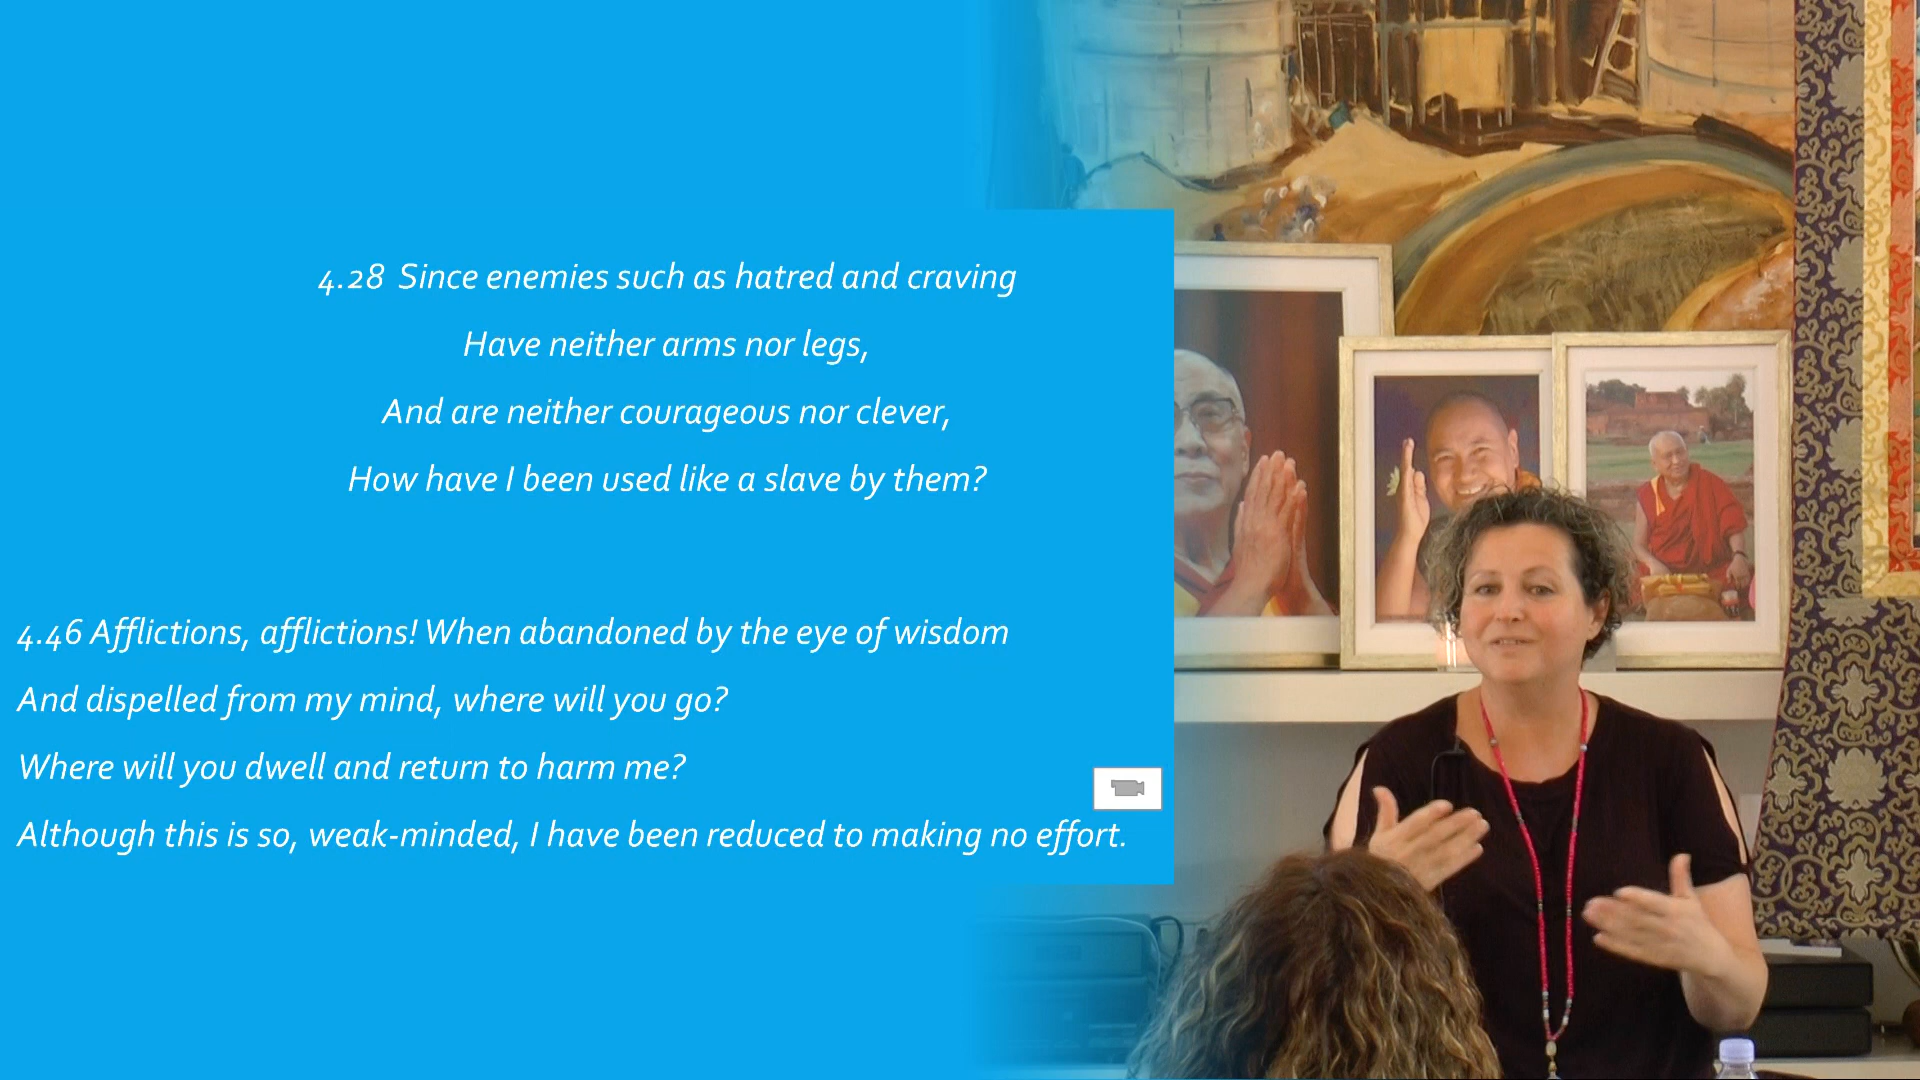 4.28 Since enemies such as hatred and craving
Have neither arms nor legs,
And are neither courageous nor clever,
How have I been used like a slave by them?
4.46 Afflictions, afflictions! When abandoned by the eye of wisdom
And dispelled from my mind, where will you go?
Where will you dwell and return to harm me?
Although this is so, weak-minded, I have been reduced to making no effort.